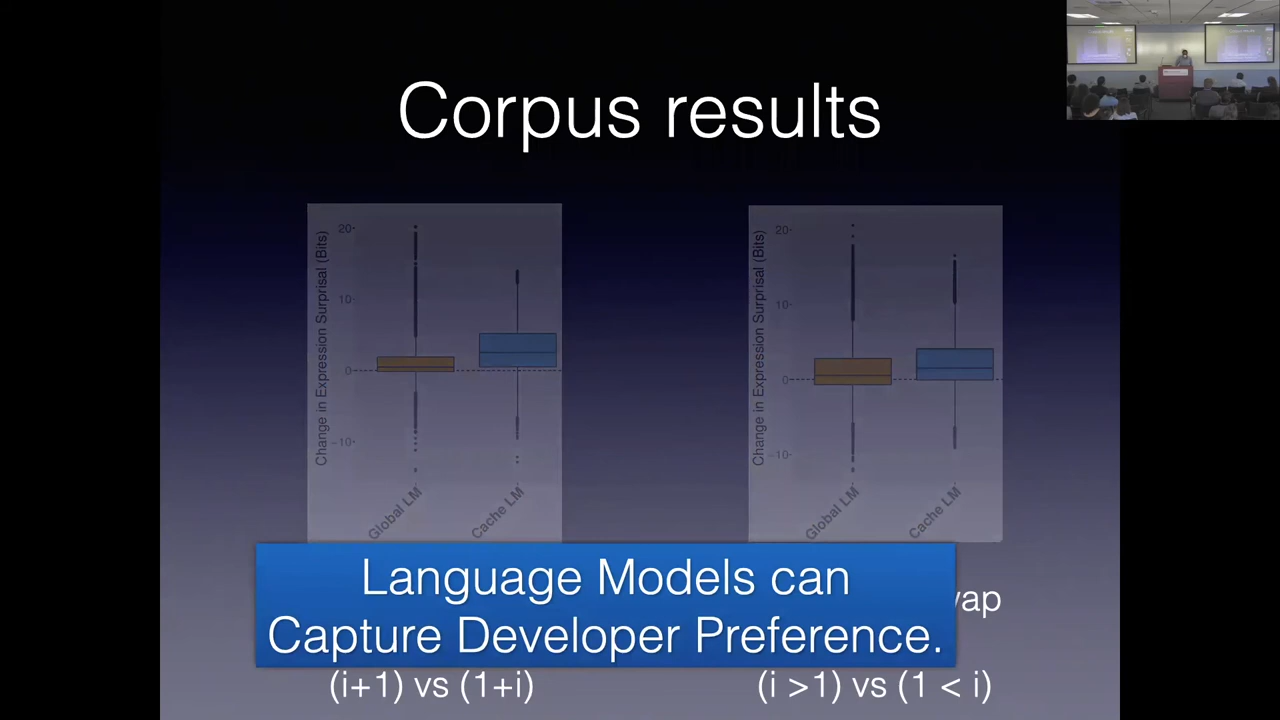 Corpus results
Change in Expression Surprisal (Bits)
20
10
0
-10
Global LM
Cache LM
Change in Expression Surprisal (Bits)
20
10
0
-10
Global LM
Cache LM
Language Models can
Capture Developer Preference.
(i+1) vs (1+i)
(i >1) vs (1 < i)